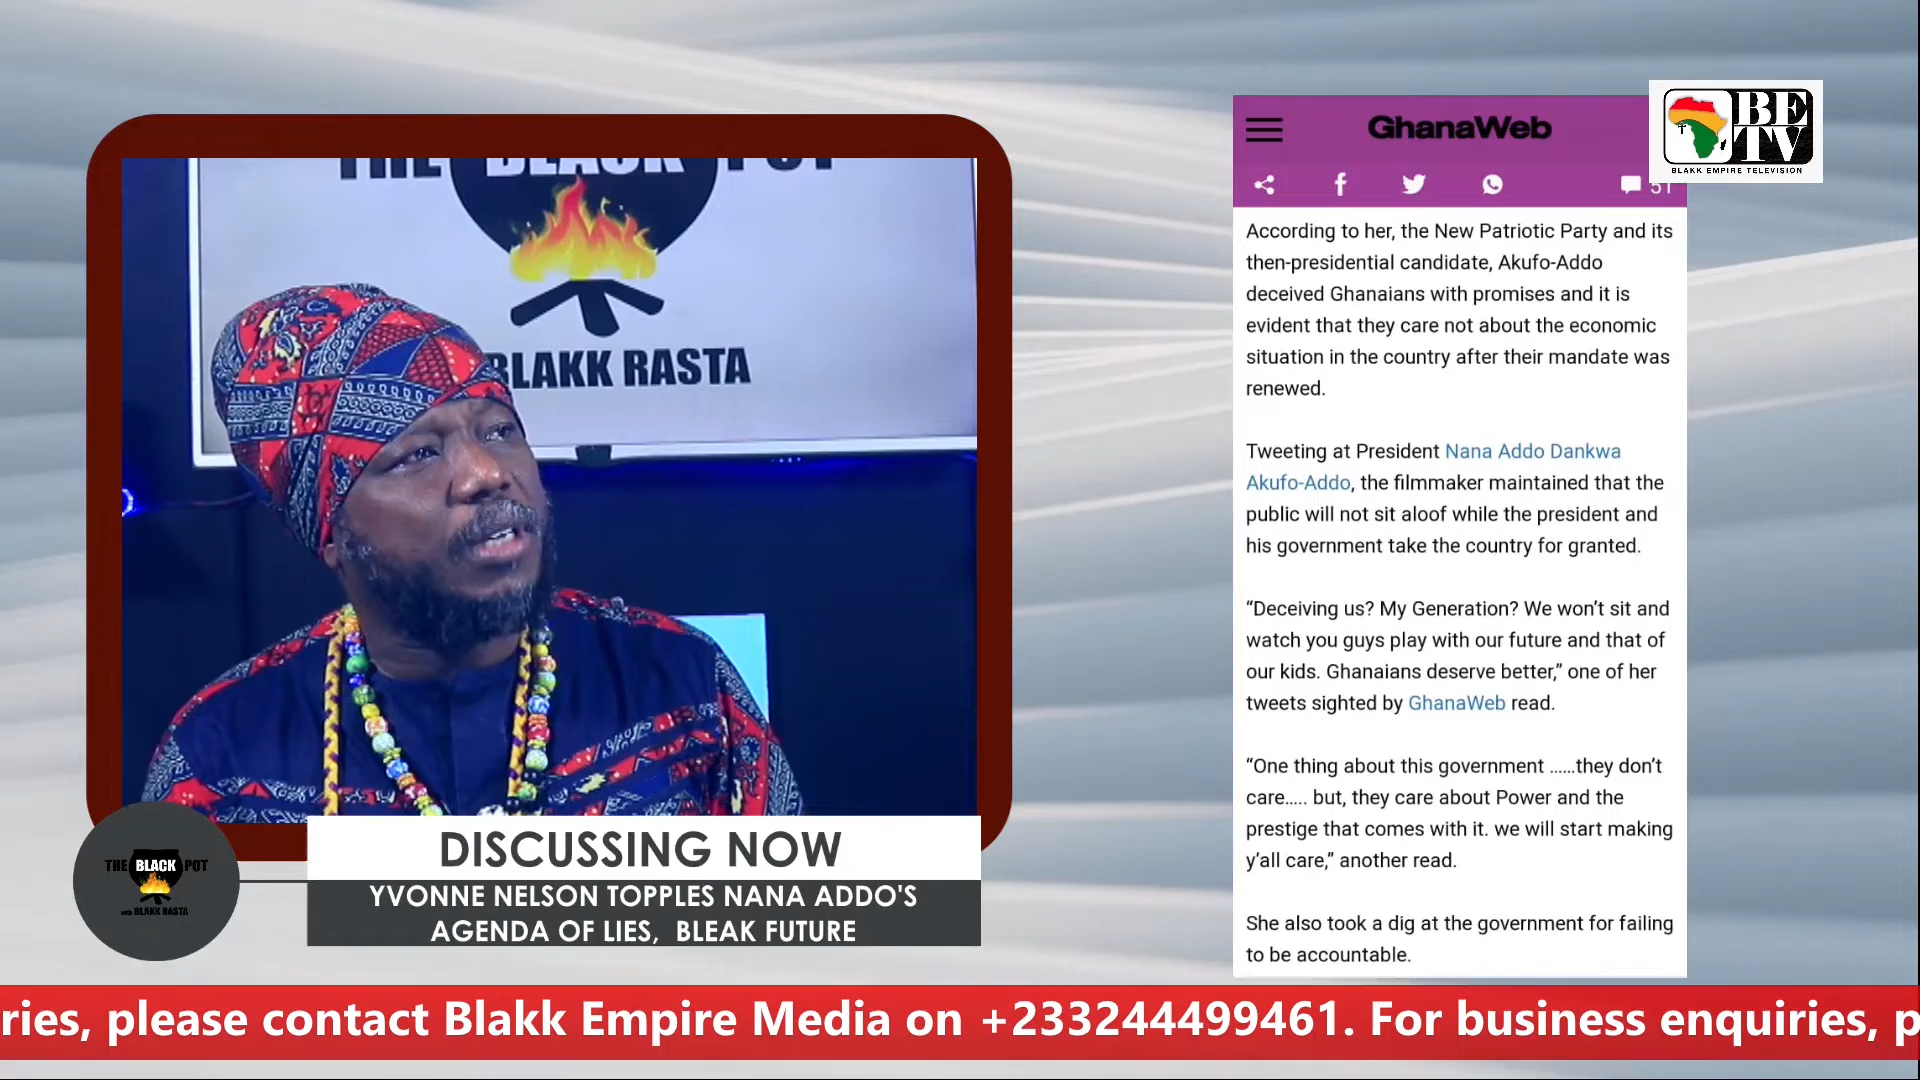 THE BLACK POT
BLAKK RASTA
THE BLACK POT
with BLAKK RASTA
DISCUSSING NOW
YVONNE NELSON TOPPLES NANA ADDO'S
AGENDA OF LIES, BLEAK FUTURE
GhanaWeb
51
BE
TV
BLAKK EMPIRE TELEVISION
According to her, the New Patriotic Party and its
then-presidential candidate, Akufo-Addo
deceived Ghanaians with promises and it is
evident that they care not about the economic
situation in the country after their mandate was
renewed.
Tweeting at President Nana Addo Dankwa
Akufo-Addo, the filmmaker maintained that the
public will not sit aloof while the president and
his government take the country for granted.
“Deceiving us? My Generation? We won’t sit and
watch you guys play with our future and that of
our kids. Ghanaians deserve better,” one of her
tweets sighted by GhanaWeb read.
“One thing about this government ......they don’t
care..... but, they care about Power and the
prestige that comes with it. we will start making
y’all care,” another read.
She also took a dig at the government for failing
to be accountable.
ries, please contact Blakk Empire Media on +233244499461. For business enquiries, p